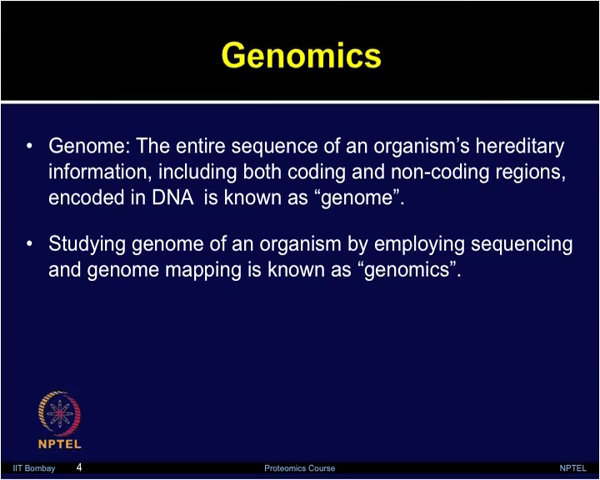 Genomics
• Genome: The entire sequence of an organism's hereditary
information, including both coding and non-coding regions,
encoded in DNA  is known as “genome”.
• Studying genome of an organism by employing sequencing
and genome mapping is known as “genomics”.
NPTEL
IIT Bombay 4 Proteomics Course NPTEL